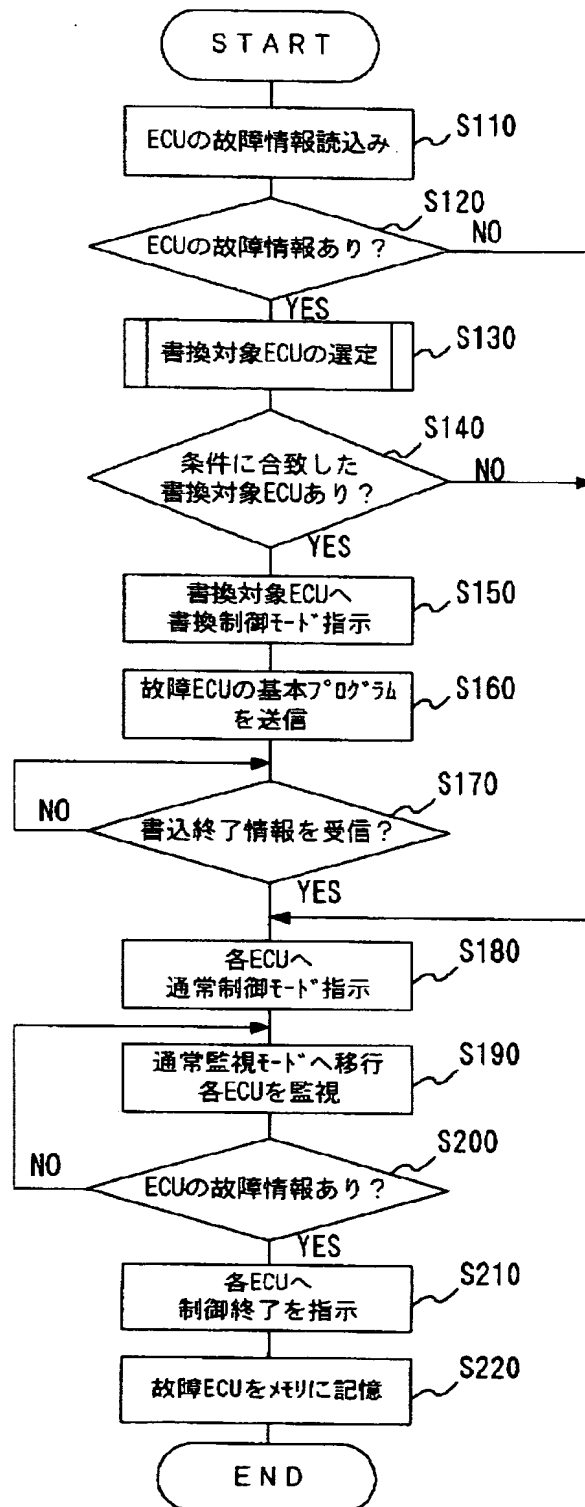 START
ECUの故障情報読込み
S110
S120
ECUの故障情報あり?
NO
YES
書換対象ECUの選定
S130
S140
条件に合致した
書換対象ECUあり?
NO
YES
書換対象ECUへ
書換制御モード指示
S150
故障ECUの基本プログラム
を送信
S160
S170
書込終了情報を受信?
NO
YES
各ECUへ
通常制御モード指示
S180
通常監視モードへ移行
各ECUを監視
S190
S200
ECUの故障情報あり?
NO
YES
各ECUへ
制御終了を指示
S210
故障ECUをメモリに記憶
S220
END